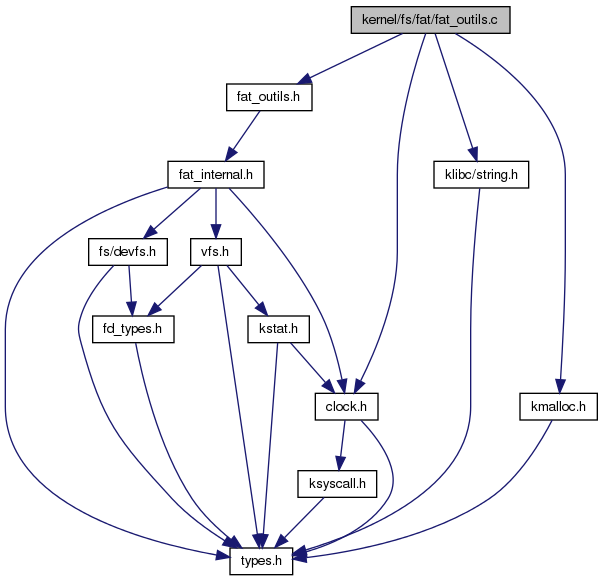 kernel/fs/fat/fat_outils.c
fat_outils.h
fat_internal.h
klibc/string.h
fs/devfs.h
vfs.h
fd_types.h
kstat.h
clock.h
kmalloc.h
ksyscall.h
types.h